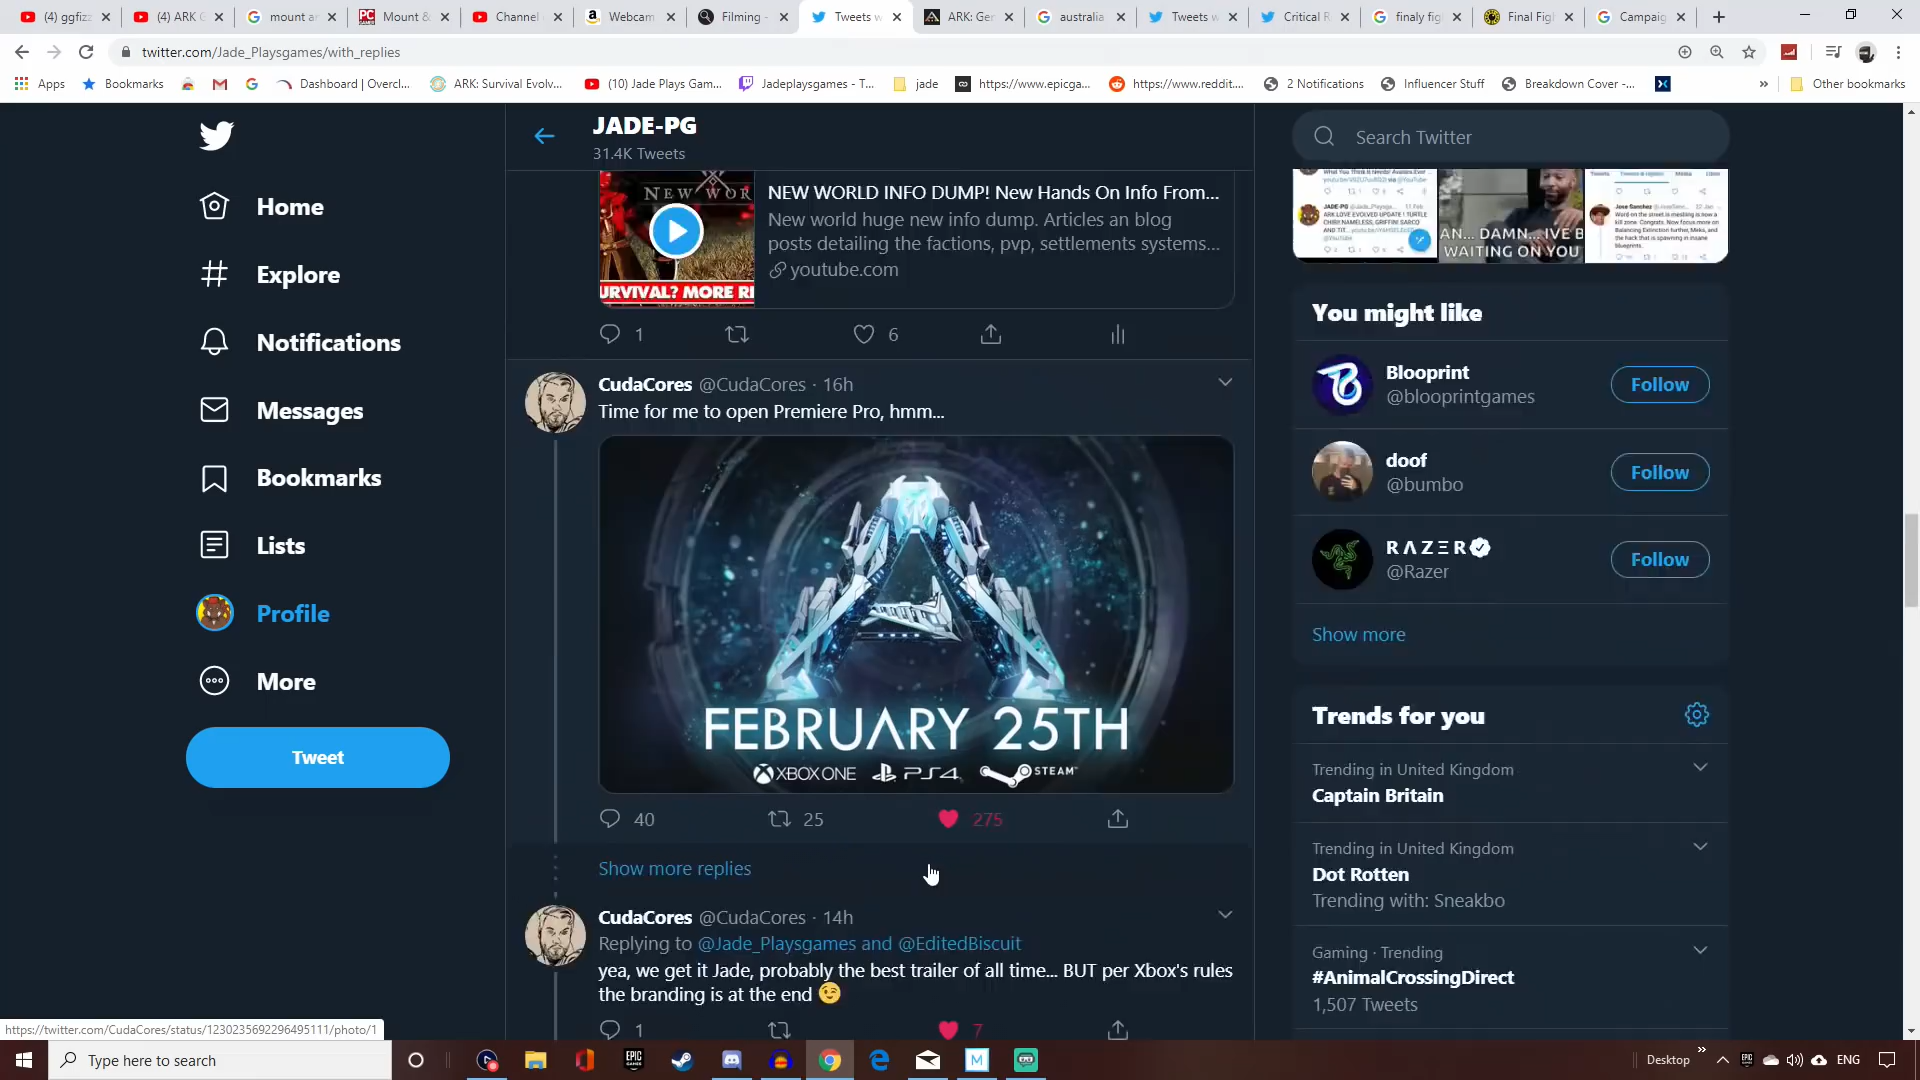 (4) ggfizz
(4) ARK G
mount an
Mount &
Channel c
Webcam
Filming -
Tweets w
ARK: Gen
australia
Tweets w
Critical R
finaly fig
Final Figh
Campaig
twitter.com/Jade_Playsgames/with_replies
Apps
Bookmarks
Dashboard | Overcl...
ARK: Survival Evolv...
(10) Jade Plays Gam...
Jadeplaysgames - T...
jade
https://www.epicga...
https://www.reddit....
2 Notifications
Influencer Stuff
Breakdown Cover -...
»
Other bookmarks
Home
Explore
Notifications
Messages
Bookmarks
Lists
Profile
More
Tweet
JADE-PG
31.4K Tweets
NEW WORLD
URVIVAL? MORE RE
NEW WORLD INFO DUMP! New Hands On Info From...
New world huge new info dump. Articles an blog
posts detailing the factions, pvp, settlements systems...
youtube.com
1
6
CudaCores @CudaCores · 16h
Time for me to open Premiere Pro, hmm...
FEBRUARY 25TH
XBOX ONE PS4 STEAM™
40
25
275
Show more replies
CudaCores @CudaCores · 14h
Replying to @Jade_Playsgames and @EditedBiscuit
yea, we get it Jade, probably the best trailer of all time... BUT per Xbox's rules
the branding is at the end 😉
1
7
Search Twitter
AN... DAMN... IVE B
WAITING ON YOU
You might like
Blooprint
@blooprintgames
Follow
doof
@bumbo
Follow
R Λ Z Ξ R
@Razer
Follow
Show more
Trends for you
Trending in United Kingdom
Captain Britain
Trending in United Kingdom
Dot Rotten
Trending with: Sneakbo
Gaming · Trending
#AnimalCrossingDirect
1,507 Tweets
https://twitter.com/CudaCores/status/1230235692296495111/photo/1
Type here to search
Desktop
»
ENG